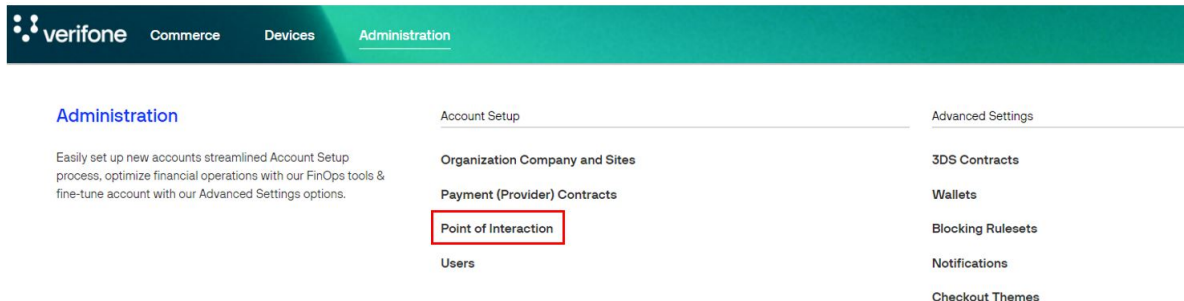 verifone Commerce Devices Administration
Administration
Easily set up new accounts streamlined Account Setup
process, optimize financial operations with our FinOps tools &
fine-tune account with our Advanced Settings options.
Account Setup
Organization Company and Sites
Payment (Provider) Contracts
Point of Interaction
Users
Advanced Settings
3DS Contracts
Wallets
Blocking Rulesets
Notifications
Checkout Themes